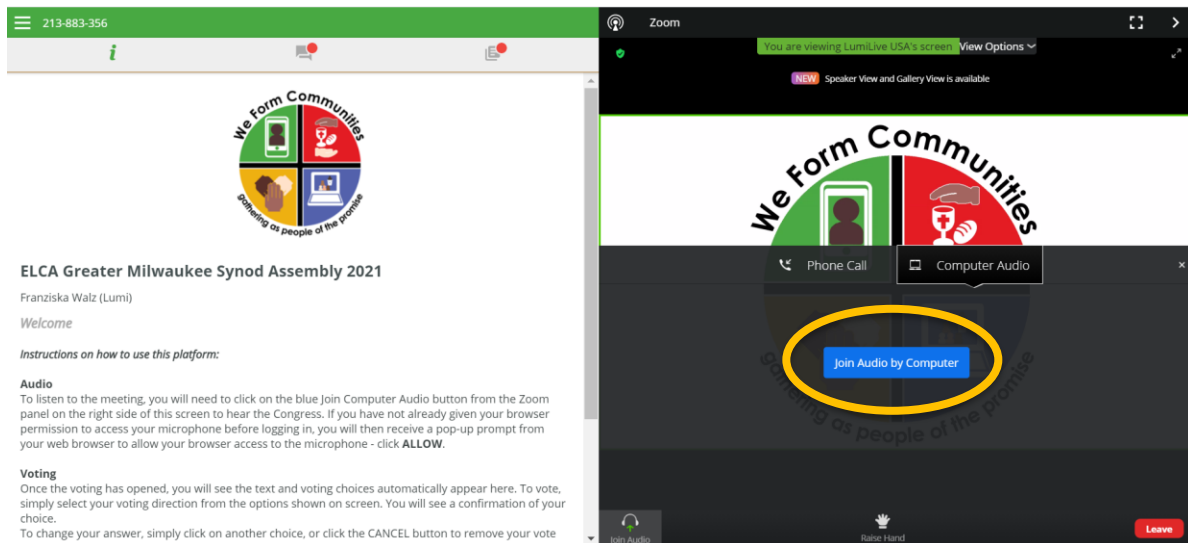 213-883-356
i
We Form Communities
gathering as people of the promise
ELCA Greater Milwaukee Synod Assembly 2021
Franziska Walz (Lumi)
Welcome
Instructions on how to use this platform:
Audio
To listen to the meeting, you will need to click on the blue Join Computer Audio button from the Zoom
panel on the right side of this screen to hear the Congress. If you have not already given your browser
permission to access your microphone before logging in, you will then receive a pop-up prompt from
your web browser to allow your browser access to the microphone - click ALLOW.
Voting
Once the voting has opened, you will see the text and voting choices automatically appear here. To vote,
simply select your voting direction from the options shown on screen. You will see a confirmation of your
choice.
To change your answer, simply click on another choice, or click the CANCEL button to remove your vote
Zoom
You are viewing LumiLive USA's screen
View Options
NEW Speaker View and Gallery View is available
We Form Communities
Phone Call
Computer Audio
Join Audio by Computer
gathering as people of the promise
Join Audio
Raise Hand
Leave